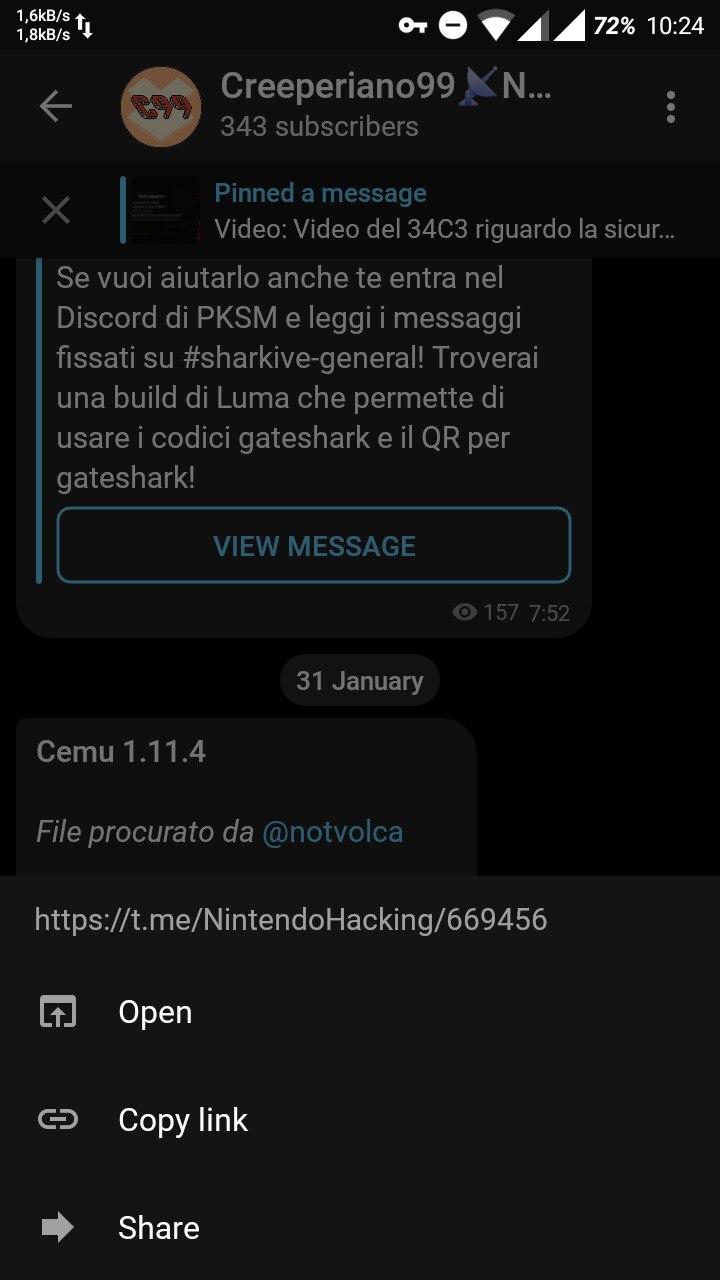 1,6kB/s
1,8kB/s
72% 10:24
C99
Creeperiano99📡N...
343 subscribers
Pinned a message
Video: Video del 34C3 riguardo la sicur...
Se vuoi aiutarlo anche te entra nel
Discord di PKSM e leggi i messaggi
fissati su #sharkive-general! Troverai
una build di Luma che permette di
usare i codici gateshark e il QR per
gateshark!
VIEW MESSAGE
157 7:52
31 January
Cemu 1.11.4
File procurato da @notvolca
https://t.me/NintendoHacking/669456
Open
Copy link
Share